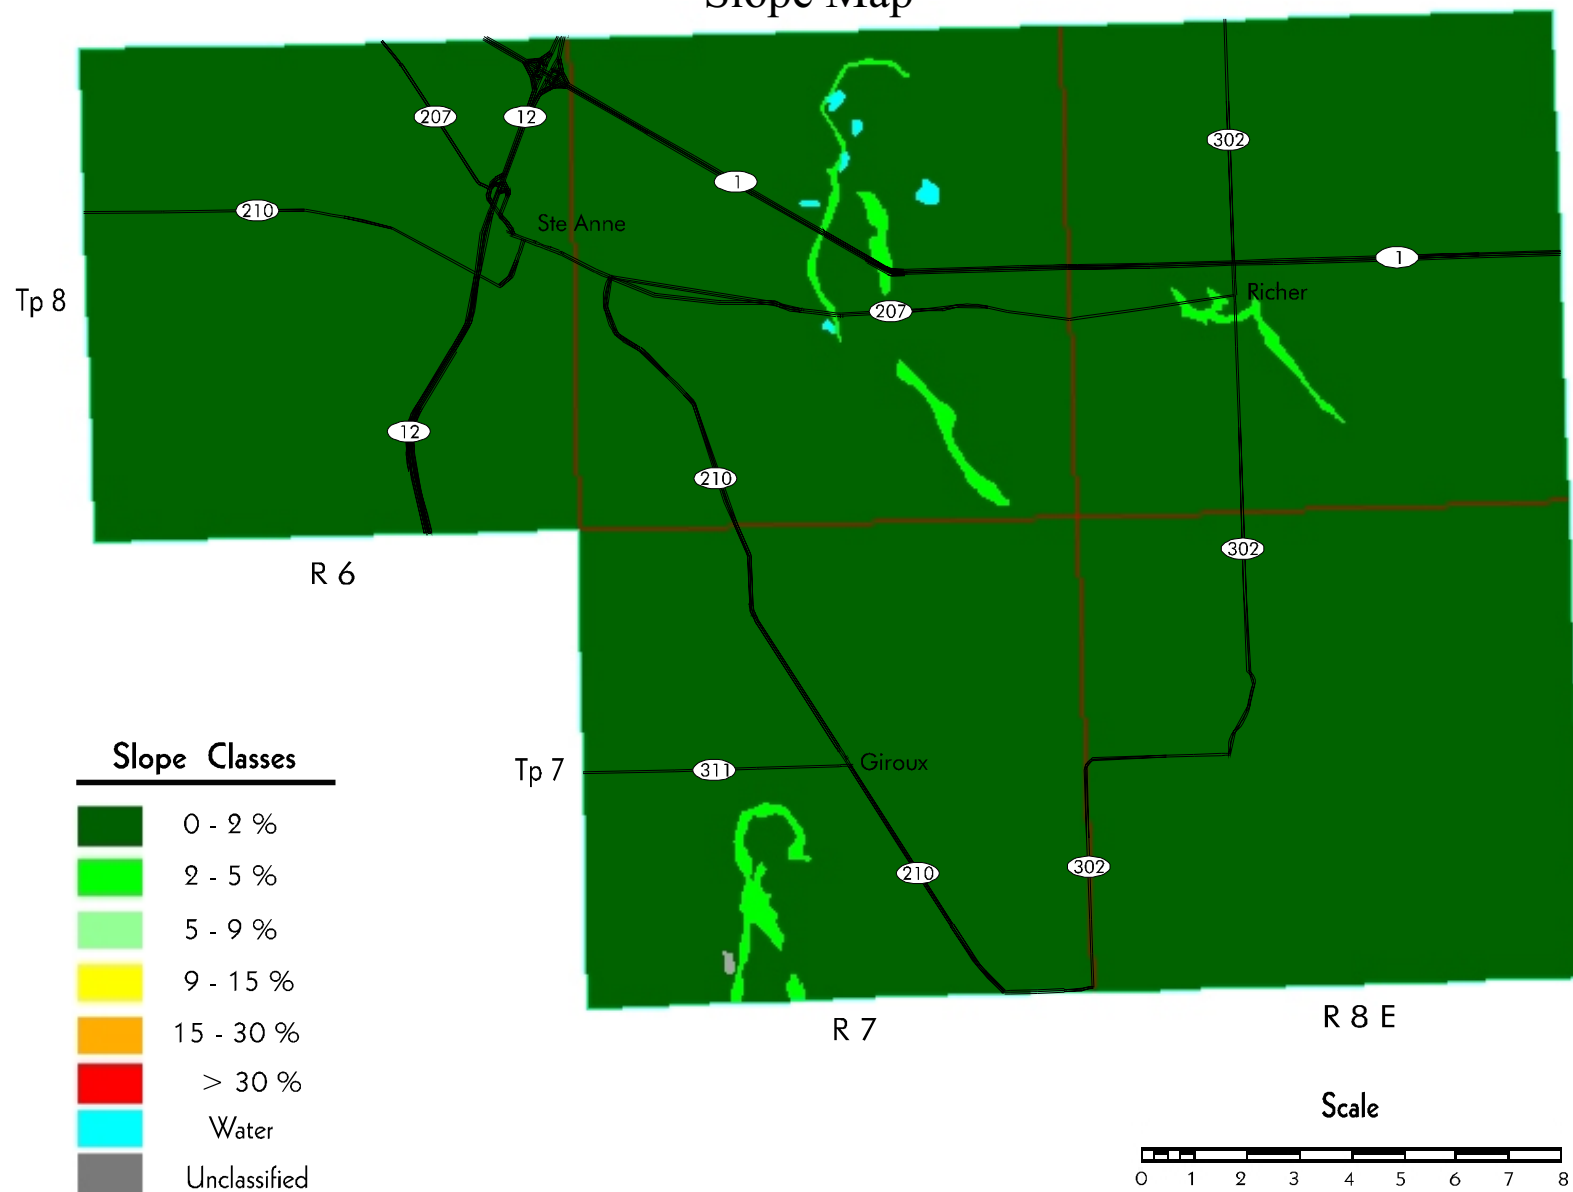 Slope Map
207
12
302
1
210
Ste Anne
1
Tp 8
Richer
207
12
210
302
R 6
Slope Classes
Tp 7
311
Giroux
0 - 2 %
2 - 5 %
210
302
5 - 9 %
9 - 15 %
R 7
R 8 E
15 - 30 %
> 30 %
Water
Unclassified
Scale
0 1 2 3 4 5 6 7 8